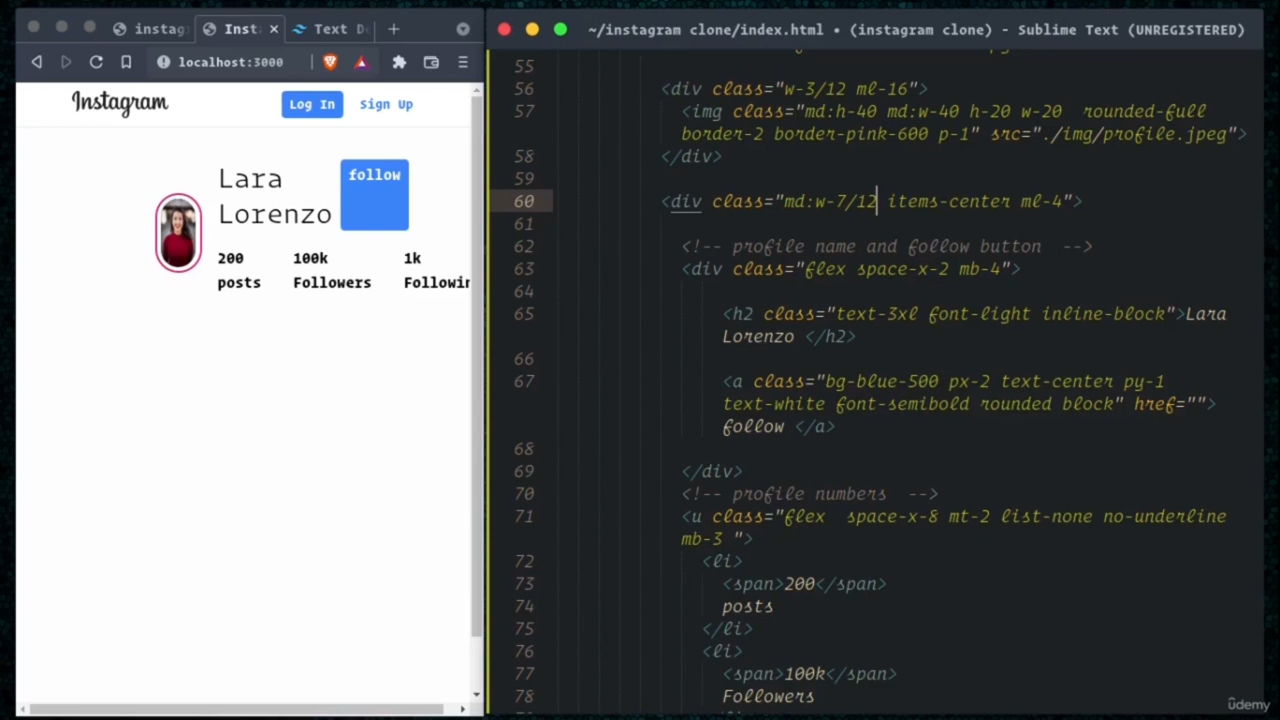 instag
Inst
Text D
localhost:3000
Instagram
Log In
Sign Up
Lara
Lorenzo
follow
200
posts
100k
Followers
1k
Followin
~/instagram clone/index.html • (instagram clone) - Sublime Text (UNREGISTERED)
55
56 <div class="w-3/12 ml-16">
57 <img class="md:h-40 md:w-40 h-20 w-20  rounded-full
border-2 border-pink-600 p-1" src="./img/profile.jpeg">
58 </div>
59
60 <div class="md:w-7/12 items-center ml-4">
61
62 <!-- profile name and follow button  -->
63 <div class="flex space-x-2 mb-4">
64
65 <h2 class="text-3xl font-light inline-block">Lara
Lorenzo </h2>
66
67 <a class="bg-blue-500 px-2 text-center py-1
text-white font-semibold rounded block" href="">
follow </a>
68
69 </div>
70 <!-- profile numbers  -->
71 <u class="flex  space-x-8 mt-2 list-none no-underline
mb-3 ">
72 <li>
73 <span>200</span>
74 posts
75 </li>
76 <li>
77 <span>100k</span>
78 Followers
ûdemy